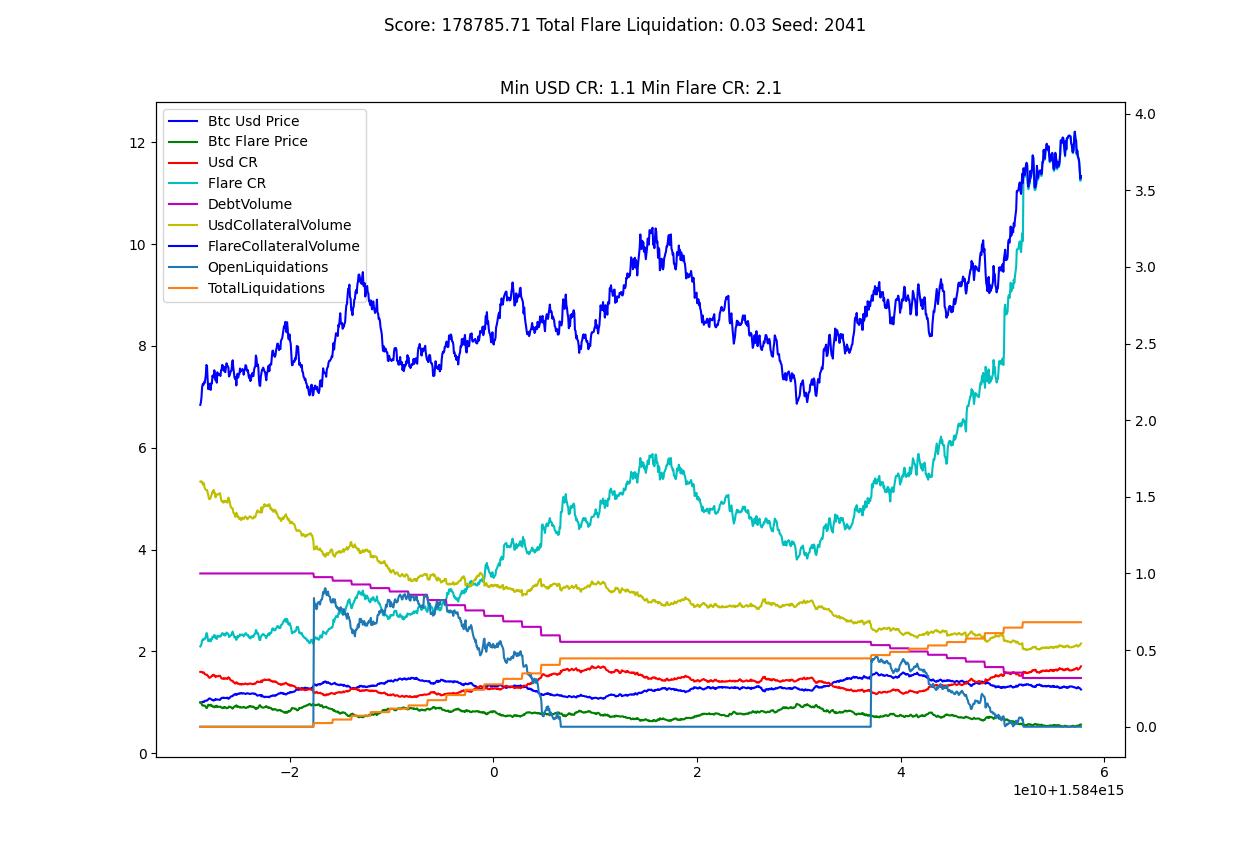 Score: 178785.71 Total Flare Liquidation: 0.03 Seed: 2041
Min USD CR: 1.1 Min Flare CR: 2.1
Btc Usd Price
Btc Flare Price
Usd CR
Flare CR
DebtVolume
UsdCollateralVolume
FlareCollateralVolume
OpenLiquidations
TotalLiquidations
12
10
8
6
4
2
0
4.0
3.5
3.0
2.5
2.0
1.5
1.0
0.5
0.0
−2
0
2
4
6
1e10+1.584e15